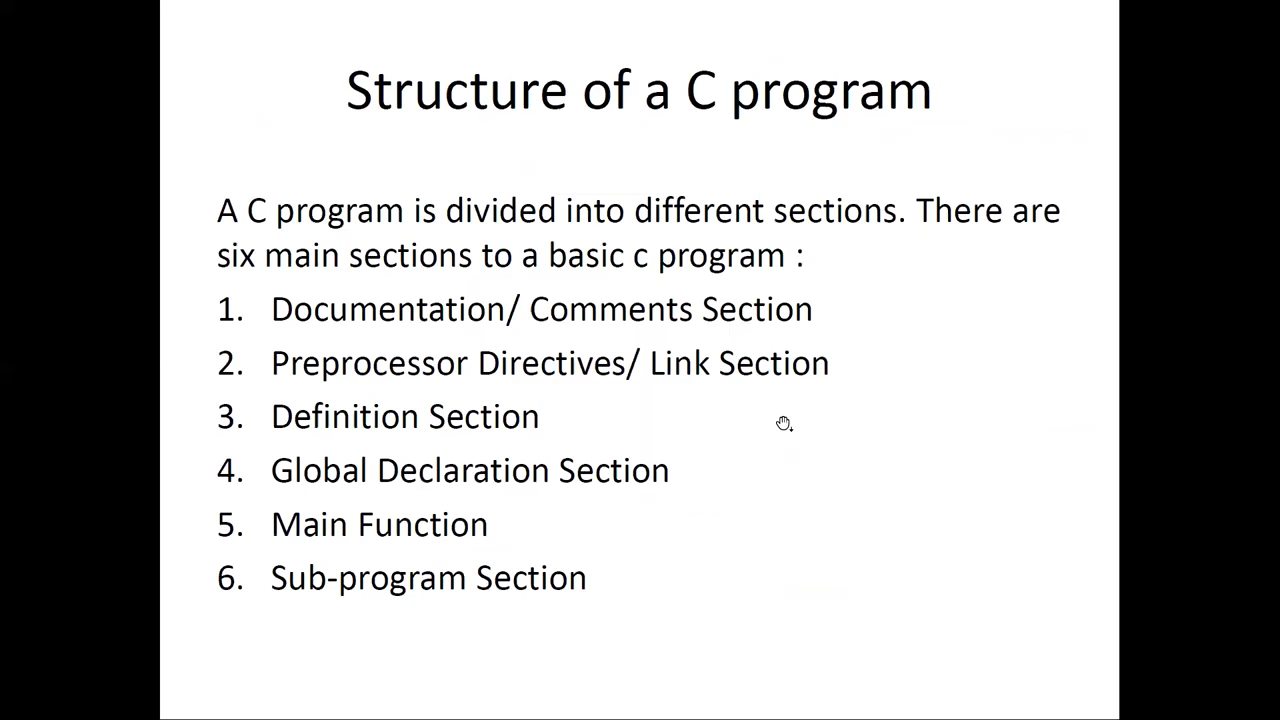 Structure of a C program
A C program is divided into different sections. There are
six main sections to a basic c program :
1. Documentation/ Comments Section
2. Preprocessor Directives/ Link Section
3. Definition Section
4. Global Declaration Section
5. Main Function
6. Sub-program Section